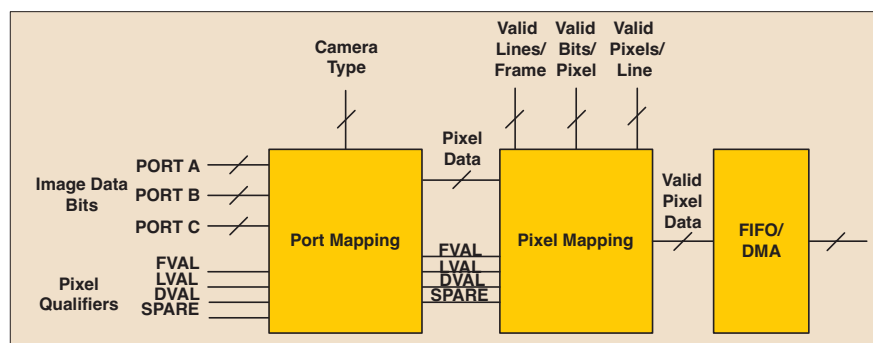 Camera
Type
Valid
Lines/
Frame
Valid
Bits/
Pixel
Valid
Pixels/
Line
Image Data
Bits
PORT A
PORT B
PORT C
Pixel
Qualifiers
FVAL
LVAL
DVAL
SPARE
Port Mapping
Pixel
Data
FVAL
LVAL
DVAL
SPARE
Pixel Mapping
Valid
Pixel
Data
FIFO/
DMA